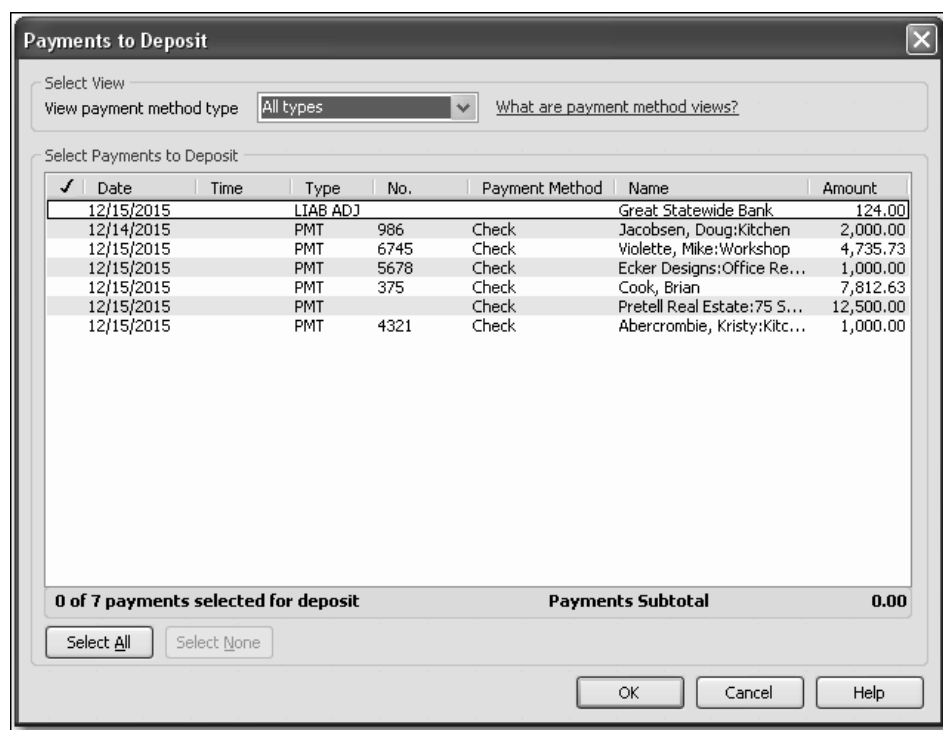 Payments to Deposit
Select View
View payment method type All types What are payment method views?
Select Payments to Deposit
✓ Date Time Type No. Payment Method Name Amount
12/15/2015 LIAB ADJ Great Statewide Bank 124.00
12/14/2015 PMT 986 Check Jacobsen, Doug:Kitchen 2,000.00
12/15/2015 PMT 6745 Check Violette, Mike:Workshop 4,735.73
12/15/2015 PMT 5678 Check Ecker Designs:Office Re... 1,000.00
12/15/2015 PMT 375 Check Cook, Brian 7,812.63
12/15/2015 PMT Check Pretell Real Estate:75 S... 12,500.00
12/15/2015 PMT 4321 Check Abercrombie, Kristy:Kitc... 1,000.00
0 of 7 payments selected for deposit Payments Subtotal 0.00
Select All Select None
OK Cancel Help